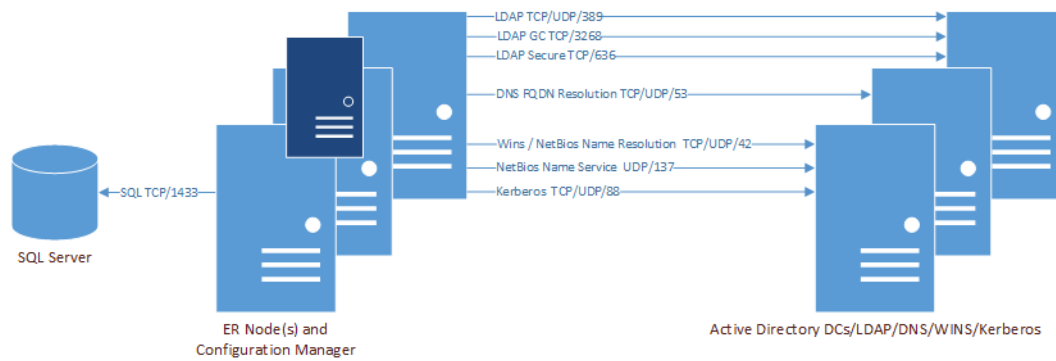 LDAP TCP/UDP/389
LDAP GC TCP/3268
LDAP Secure TCP/636
DNS FQDN Resolution TCP/UDP/53
Wins / NetBios Name Resolution TCP/UDP/42
NetBios Name Service UDP/137
Kerberos TCP/UDP/88
SQL TCP/1433
SQL Server
ER Node(s) and
Configuration Manager
Active Directory DCs/LDAP/DNS/WINS/Kerberos